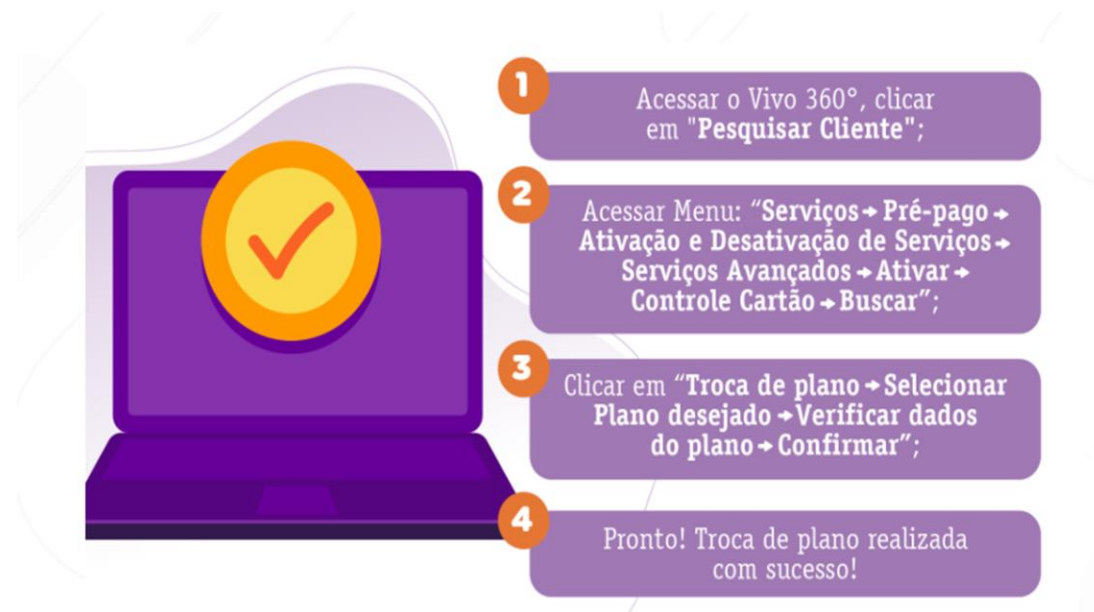 1
Acessar o Vivo 360°, clicar
em "Pesquisar Cliente";
2
Acessar Menu: “Serviços→Pré-pago→
Ativação e Desativação de Serviços→
Serviços Avançados→Ativar→
Controle Cartão→Buscar”;
3
Clicar em “Troca de plano→Selecionar
Plano desejado→Verificar dados
do plano→Confirmar”;
4
Pronto! Troca de plano realizada
com sucesso!